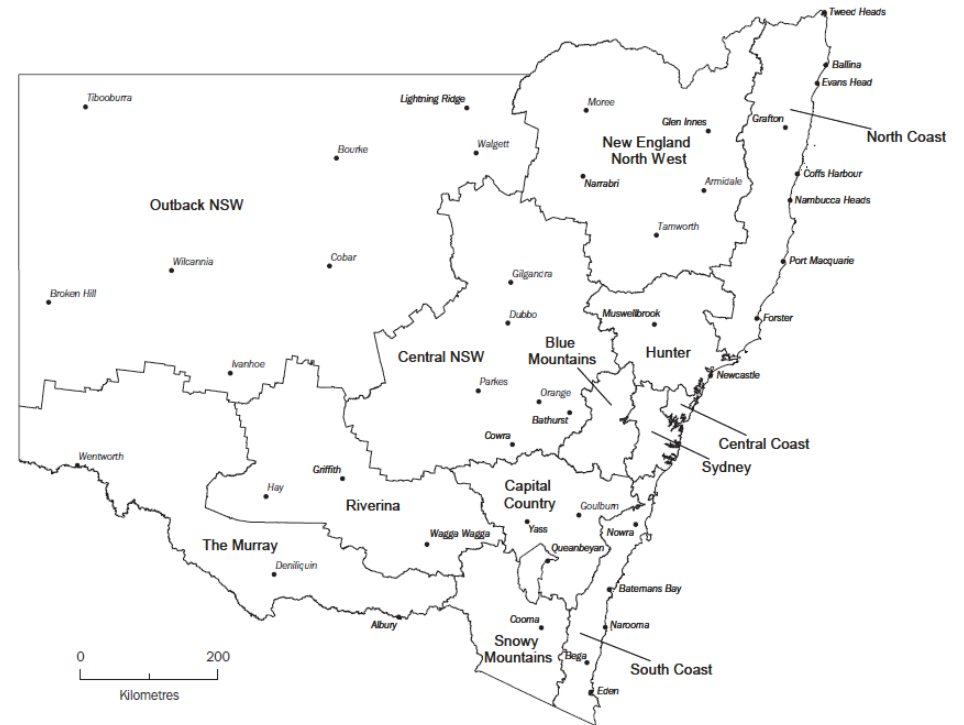 Tweed Heads
Ballina
Evans Head
Tibooburra
Lightning Ridge
Moree
Glen Innes
Grafton
North Coast
Bourke
Walgett
New England
North West
Narrabri
Armidale
Coffs Harbour
Nambucca Heads
Outback NSW
Tamworth
Wilcannia
Cobar
Gilgandra
Port Macquarie
Broken Hill
Dubbo
Muswellbrook
Forster
Blue
Mountains
Hunter
Central NSW
Ivanhoe
Newcastle
Parkes
Orange
Bathurst
Cowra
Central Coast
Sydney
Wentworth
Griffith
Hay
Riverina
Capital
Country
Goulburn
Yass
Nowra
Wagga Wagga
Queanbeyan
The Murray
Deniliquin
Batemans Bay
Albury
Cooma
Narooma
Snowy
Mountains
Bega
South Coast
Eden
0
200
Kilometres